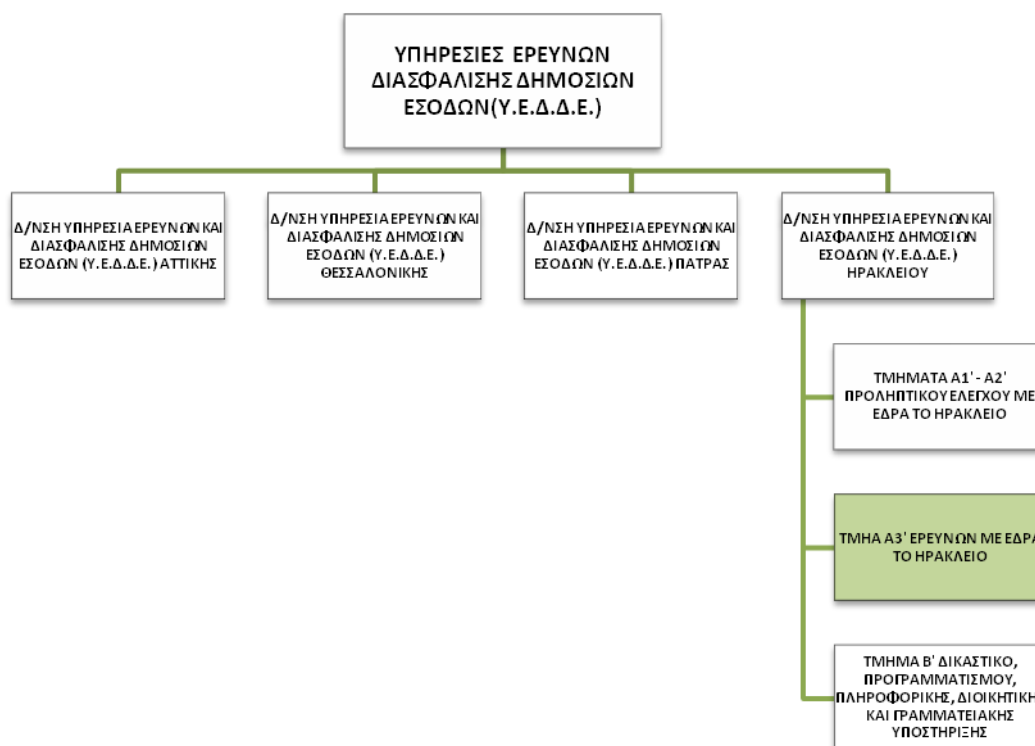 ΥΠΗΡΕΣΙΕΣ ΕΡΕΥΝΩΝ
ΔΙΑΣΦΑΛΙΣΗΣ ΔΗΜΟΣΙΩΝ
ΕΣΟΔΩΝ(Υ.Ε.Δ.Δ.Ε.)
Δ/ΝΣΗ ΥΠΗΡΕΣΙΑ ΕΡΕΥΝΩΝ ΚΑΙ
ΔΙΑΣΦΑΛΙΣΗΣ ΔΗΜΟΣΙΩΝ
ΕΣΟΔΩΝ (Υ.Ε.Δ.Δ.Ε.) ΑΤΤΙΚΗΣ
Δ/ΝΣΗ ΥΠΗΡΕΣΙΑ ΕΡΕΥΝΩΝ ΚΑΙ
ΔΙΑΣΦΑΛΙΣΗΣ ΔΗΜΟΣΙΩΝ
ΕΣΟΔΩΝ (Υ.Ε.Δ.Δ.Ε.)
ΘΕΣΣΑΛΟΝΙΚΗΣ
Δ/ΝΣΗ ΥΠΗΡΕΣΙΑ ΕΡΕΥΝΩΝ ΚΑΙ
ΔΙΑΣΦΑΛΙΣΗΣ ΔΗΜΟΣΙΩΝ
ΕΣΟΔΩΝ (Υ.Ε.Δ.Δ.Ε.) ΠΑΤΡΑΣ
Δ/ΝΣΗ ΥΠΗΡΕΣΙΑ ΕΡΕΥΝΩΝ ΚΑΙ
ΔΙΑΣΦΑΛΙΣΗΣ ΔΗΜΟΣΙΩΝ
ΕΣΟΔΩΝ (Υ.Ε.Δ.Δ.Ε.)
ΗΡΑΚΛΕΙΟΥ
ΤΜΗΜΑΤΑ Α1' - Α2'
ΠΡΟΛΗΠΤΙΚΟΥ ΕΛΕΓΧΟΥ ΜΕ
ΕΔΡΑ ΤΟ ΗΡΑΚΛΕΙΟ
ΤΜΗΑ Α3' ΕΡΕΥΝΩΝ ΜΕ ΕΔΡΑ
ΤΟ ΗΡΑΚΛΕΙΟ
ΤΜΗΜΑ Β' ΔΙΚΑΣΤΙΚΟ,
ΠΡΟΓΡΑΜΜΑΤΙΣΜΟΥ,
ΠΛΗΡΟΦΟΡΙΚΗΣ, ΔΙΟΙΚΗΤΙΚΗ
ΚΑΙ ΓΡΑΜΜΑΤΕΙΑΚΗΣ
ΥΠΟΣΤΗΡΙΞΗΣ